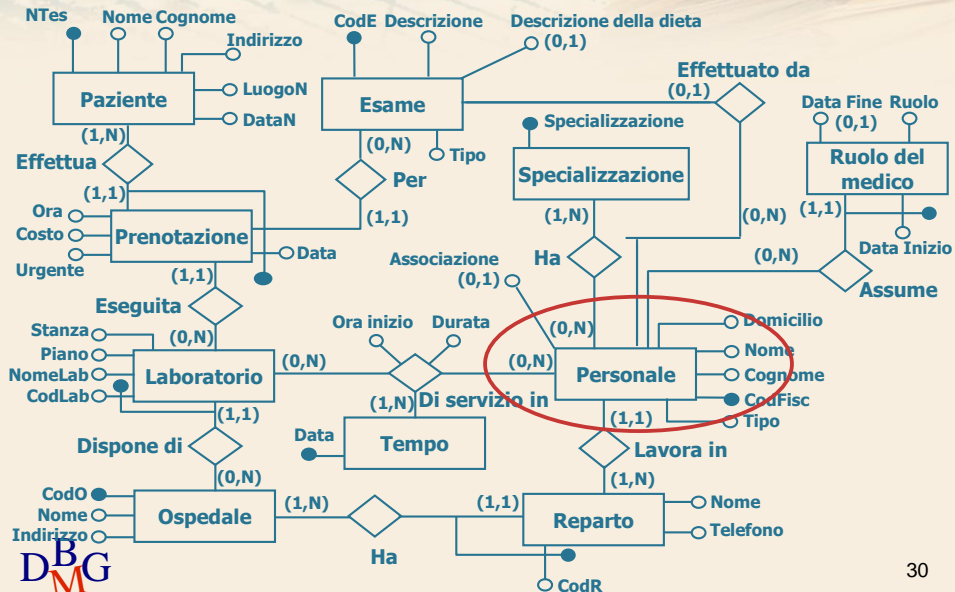 NTes Nome Cognome CodE Descrizione Descrizione della dieta
Indirizzo (0,1)
Effettuato da
(0,1)
Paziente LuogoN Esame Data Fine Ruolo
DataN (0,1)
(1,N) (0,N) Tipo Specializzazione
Effettua Per Specializzazione Ruolo del
medico
(1,1) (1,1) (1,N) (0,N) (1,1)
Ora
Costo Prenotazione Data
Urgente
(1,1) Associazione Ha (0,N) Data Inizio
(0,1) Assume
Eseguita
Stanza (0,N) Ora inizio Durata (0,N) Domicilio
Piano (0,N) (0,N) Nome
NomeLab Laboratorio Personale Cognome
CodLab (1,N) Di servizio in CodFisc
(1,1) (1,1) Tipo
Dispone di Data Tempo Lavora in
(0,N) (1,N)
CodO (1,N) (1,1) Nome
Nome Ospedale Reparto Telefono
Indirizzo
Ha
CodR
DBMG
30